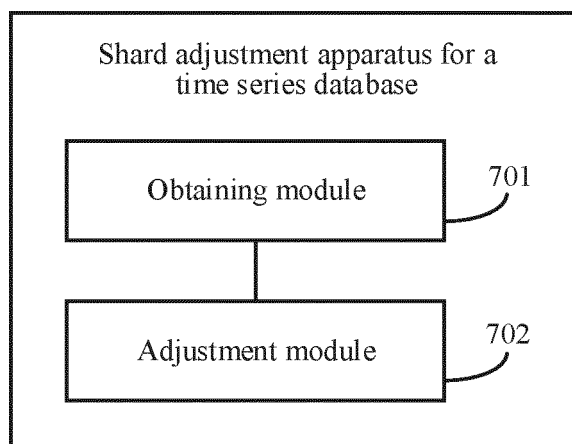 Shard adjustment apparatus for a
time series database
Obtaining module
701
Adjustment module
702